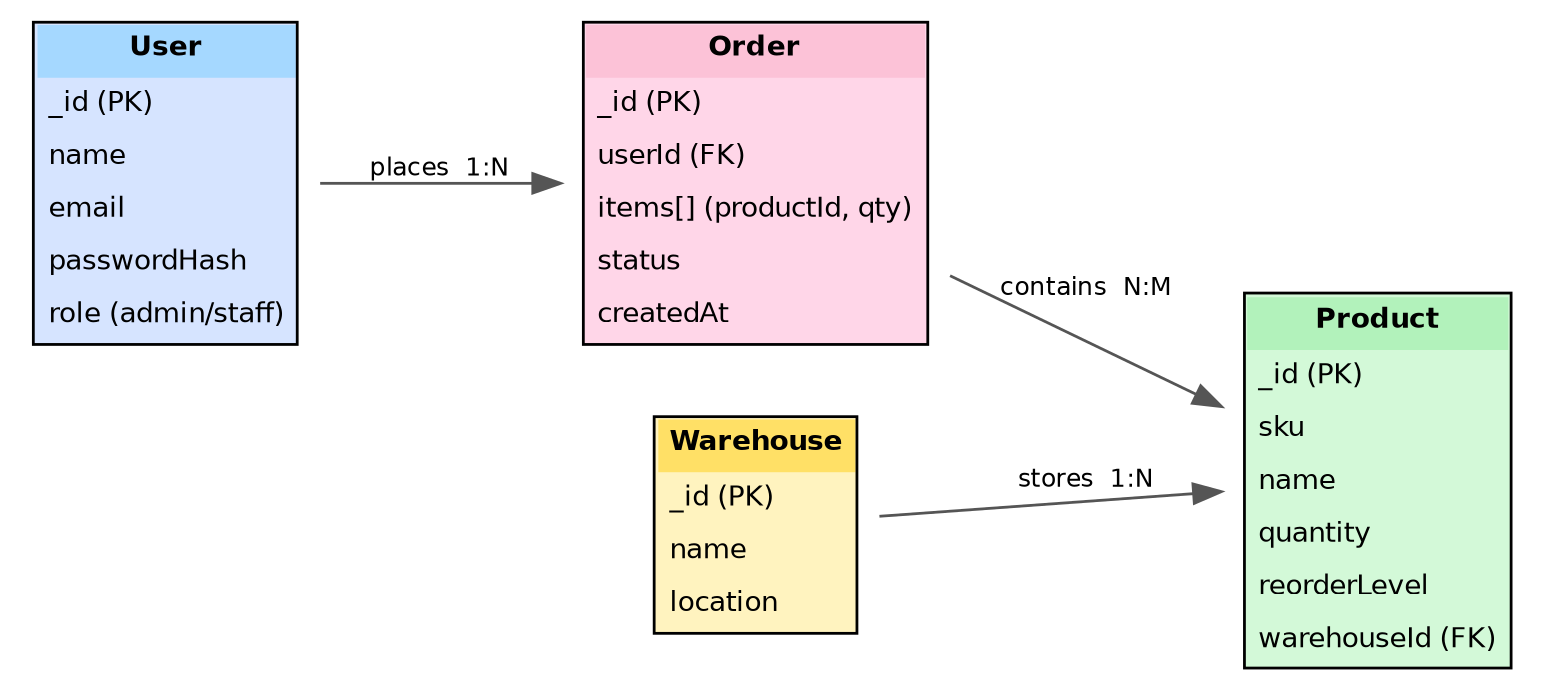 User
_id (PK)
name
email
passwordHash
role (admin/staff)
places 1:N
Order
_id (PK)
userId (FK)
items[] (productId, qty)
status
createdAt
contains N:M
Warehouse
_id (PK)
name
location
stores 1:N
Product
_id (PK)
sku
name
quantity
reorderLevel
warehouseId (FK)